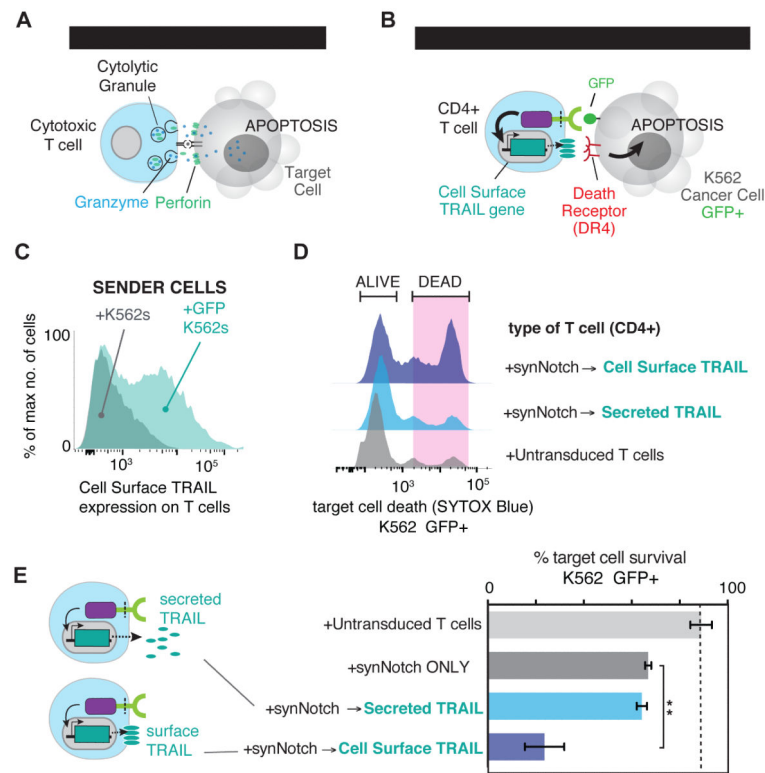 A
Cytolytic
Granule
Cytotoxic
T cell
APOPTOSIS
Target
Cell
Granzyme Perforin
B
GFP
CD4+
T cell
APOPTOSIS
K562
Cancer Cell
GFP+
Cell Surface
TRAIL gene
Death
Receptor
(DR4)
C
SENDER CELLS
+K562s
+GFP
K562s
% of max no. of cells
100
0
10³
10⁵
Cell Surface TRAIL
expression on T cells
D
ALIVE
DEAD
type of T cell (CD4+)
+synNotch → Cell Surface TRAIL
+synNotch → Secreted TRAIL
+Untransduced T cells
10³
10⁵
target cell death (SYTOX Blue)
K562 GFP+
E
secreted
TRAIL
surface
TRAIL
% target cell survival
K562 GFP+
0
100
+Untransduced T cells
+synNotch ONLY
+synNotch → Secreted TRAIL
+synNotch → Cell Surface TRAIL
**